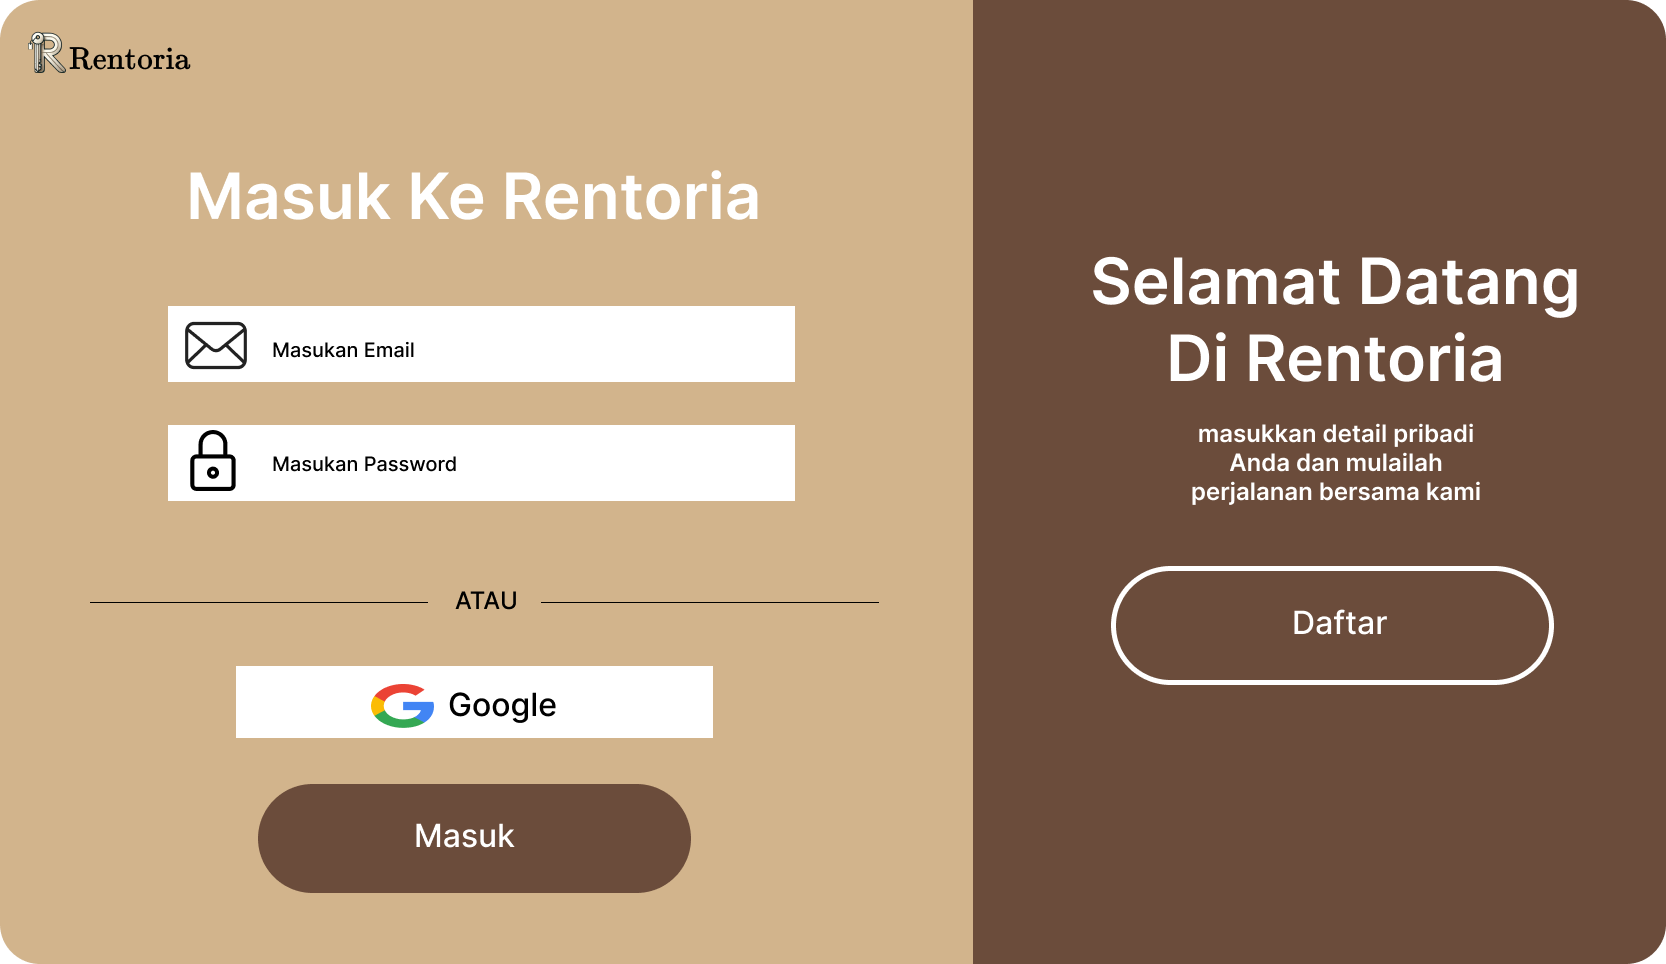 Rentoria
Masuk Ke Rentoria
Masukan Email
Masukan Password
ATAU
Google
Masuk
Selamat Datang
Di Rentoria
masukkan detail pribadi
Anda dan mulailah
perjalanan bersama kami
Daftar